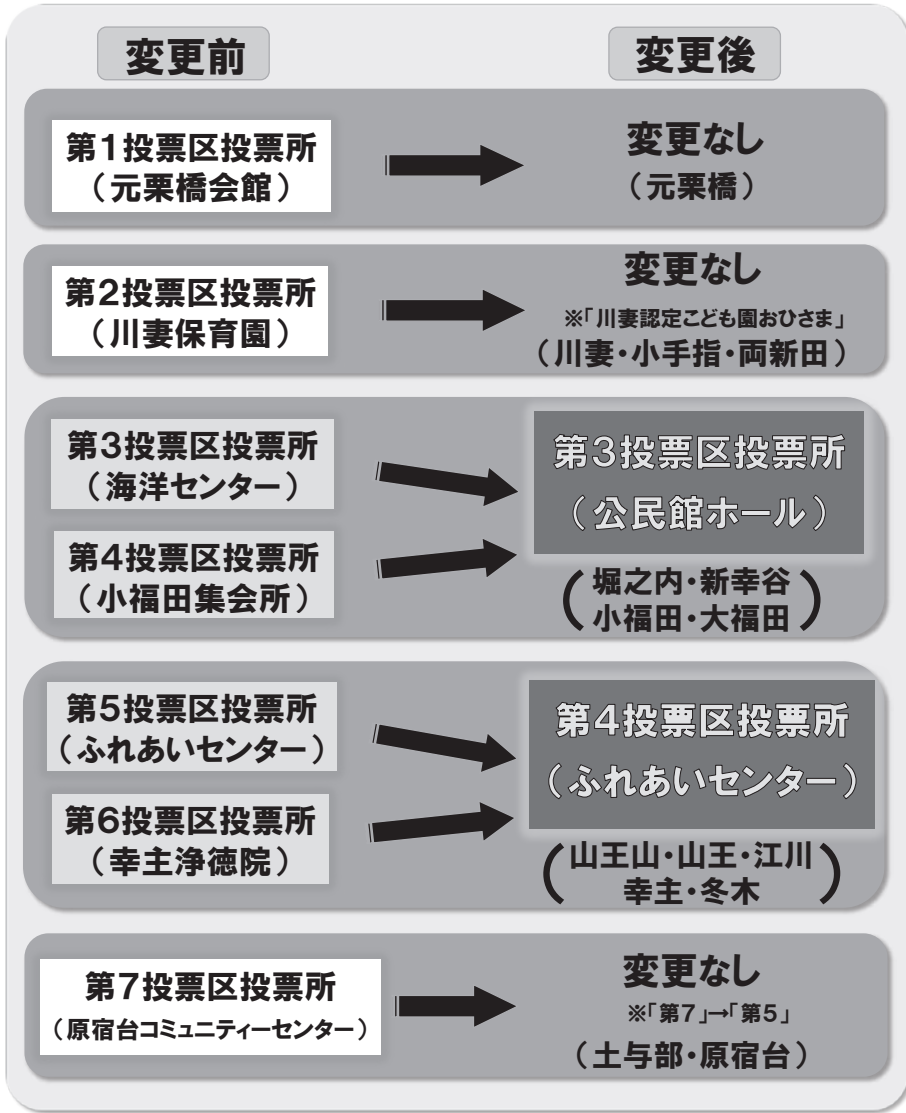 変更前
変更後
第1投票区投票所
（元栗橋会館）
変更なし
（元栗橋）
第2投票区投票所
（川妻保育園）
変更なし
※「川妻認定こども園おひさま」
（川妻・小手指・両新田）
第3投票区投票所
（海洋センター）
第4投票区投票所
（小福田集会所）
第3投票区投票所
（公民館ホール）
（堀之内・新幸谷
小福田・大福田）
第5投票区投票所
（ふれあいセンター）
第6投票区投票所
（幸主浄徳院）
第4投票区投票所
（ふれあいセンター）
（山王山・山王・江川
幸主・冬木）
第7投票区投票所
（原宿台コミュニティーセンター）
変更なし
※「第7」→「第5」
（土与部・原宿台）